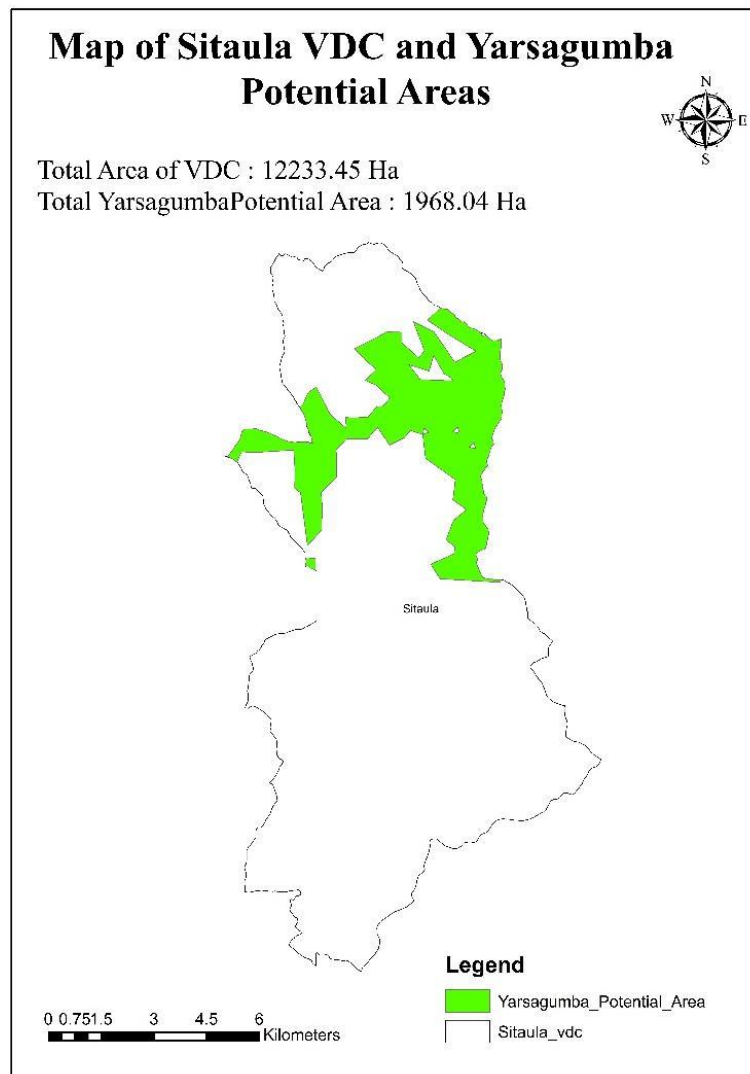 Map of Sitaula VDC and Yarsagumba
Potential Areas
N
W E
S
Total Area of VDC : 12233.45 Ha
Total YarsagumbaPotential Area : 1968.04 Ha
Sitaula
Legend
Yarsagumba_Potential_Area
Sitaula_vdc
0 0.751.5 3 4.5 6
Kilometers